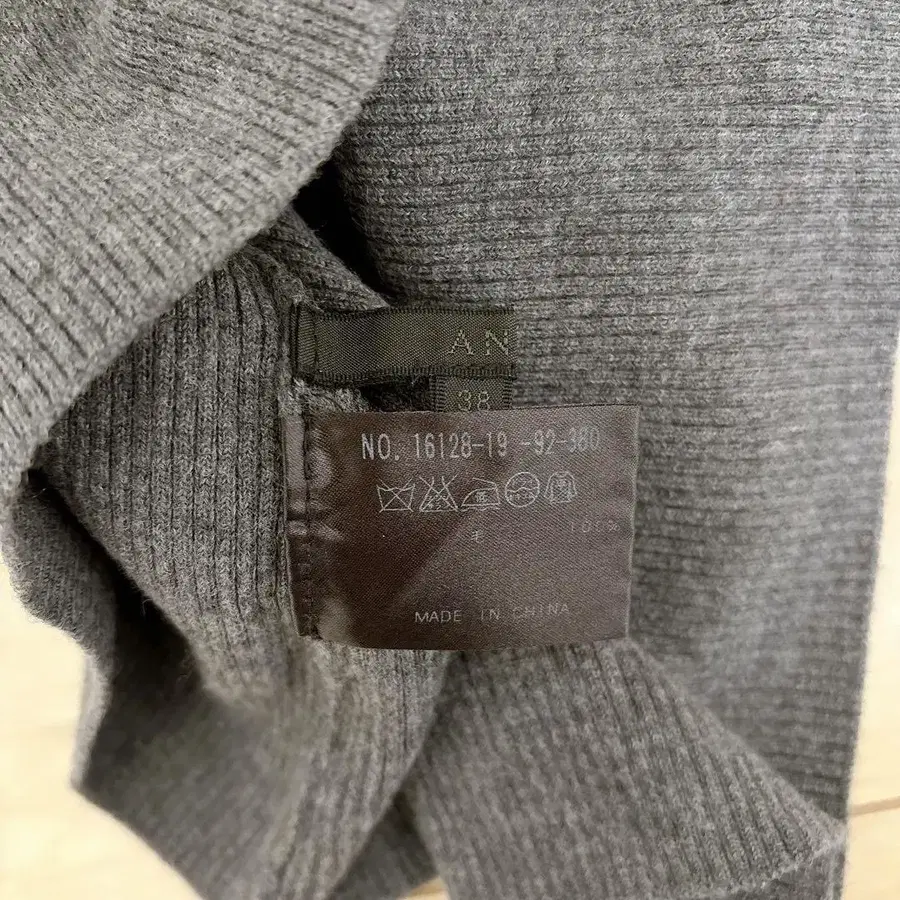 AN
38
NO. 16128-19 -92-380
毛 100%
MADE IN CHINA